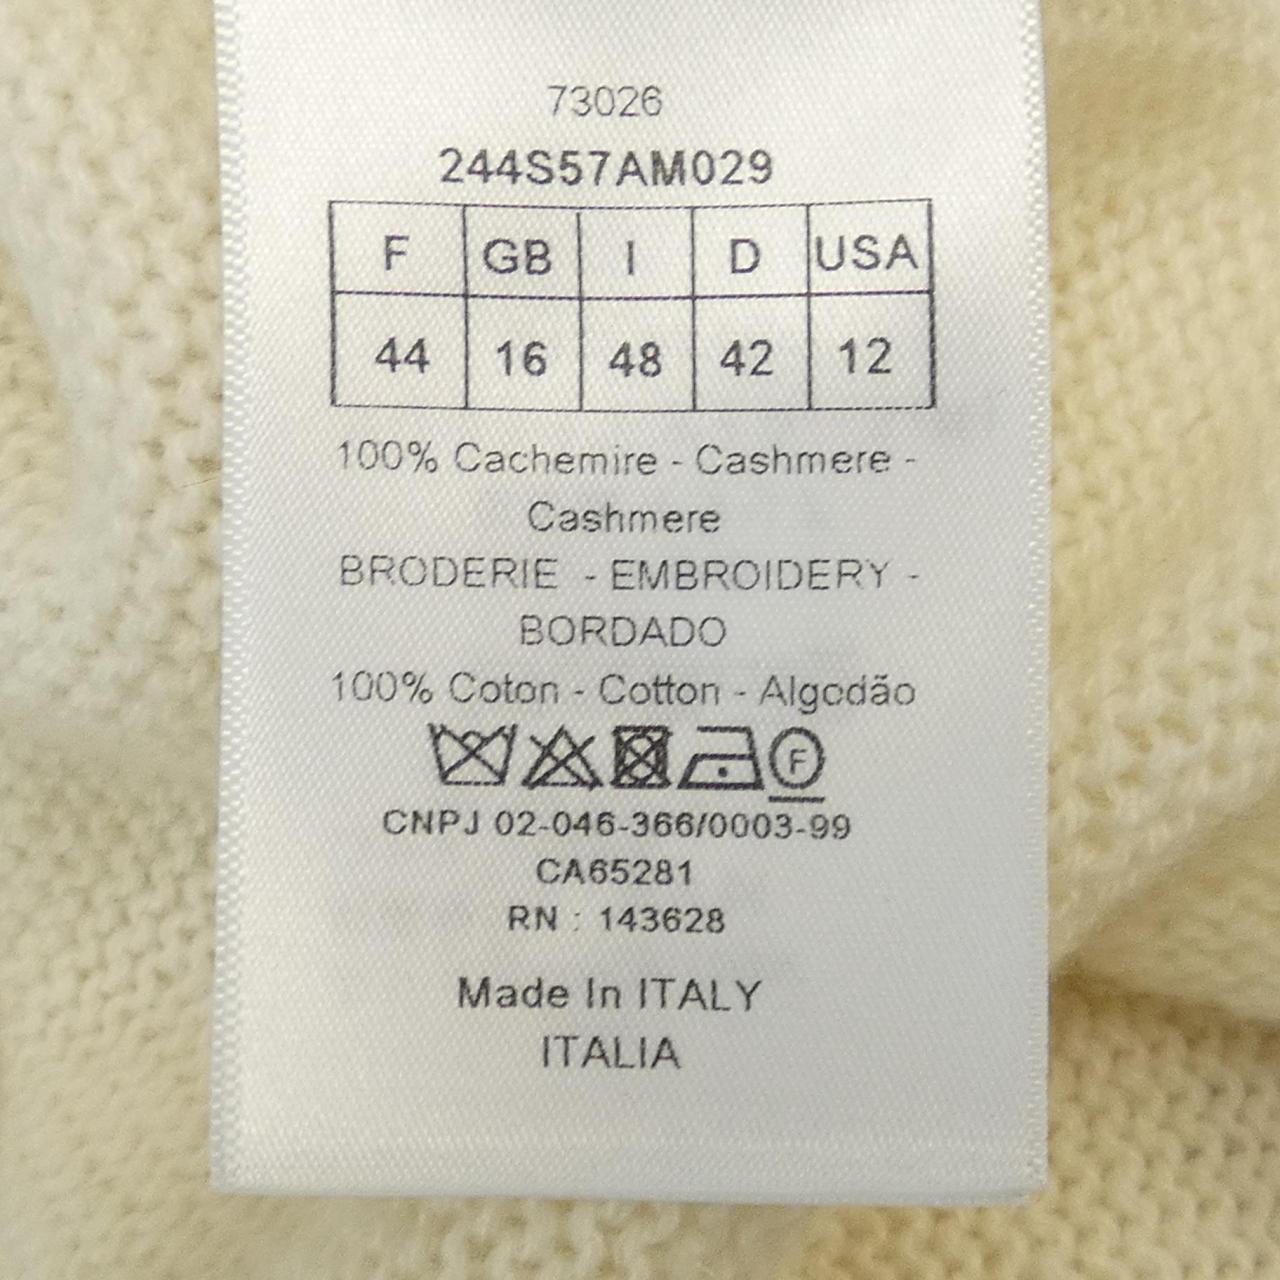 73026
244S57AM029
F GB I D USA
44 16 48 42 12
100% Cachemire - Cashmere -
Cashmere
BRODERIE - EMBROIDERY -
BORDADO
100% Coton - Cotton - Algodão
F
CNPJ 02-046-366/0003-99
CA65281
RN : 143628
Made In ITALY
ITALIA